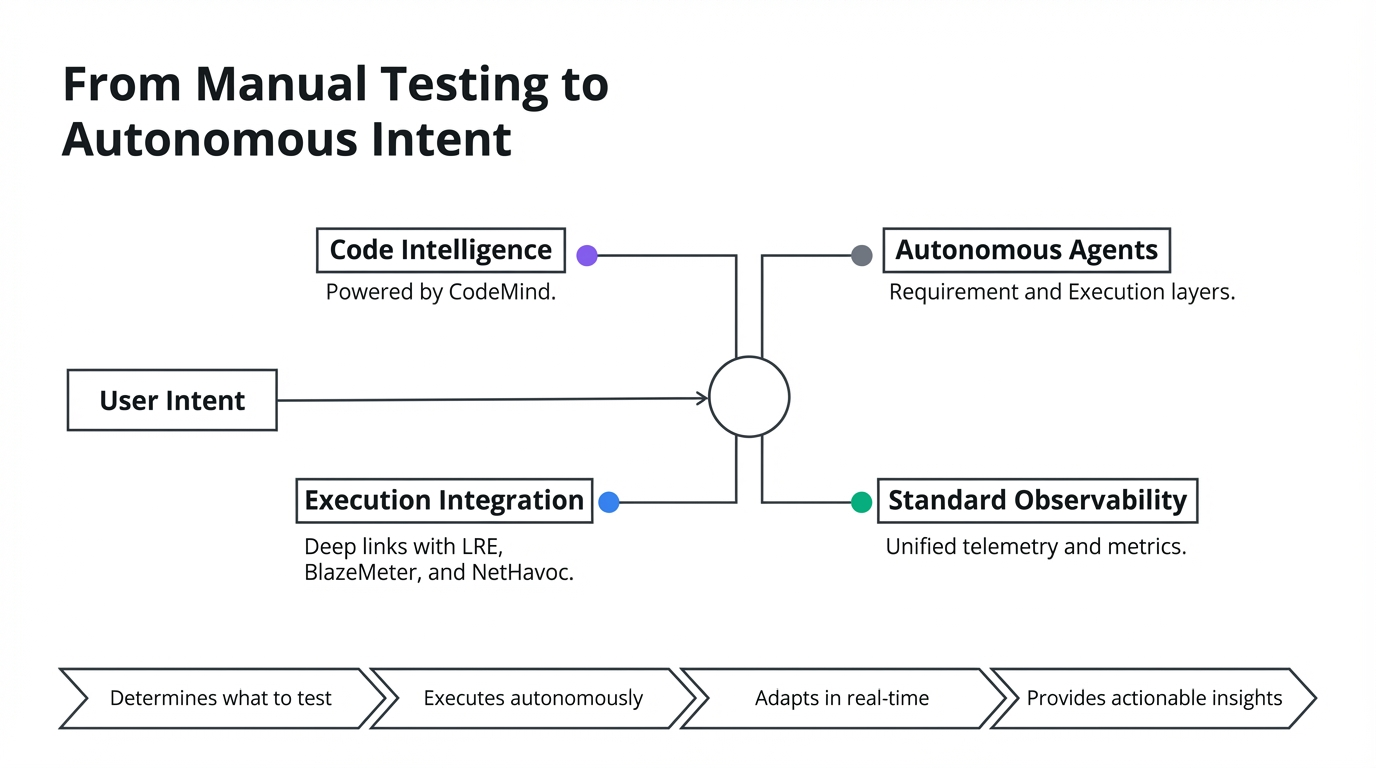 From Manual Testing to
Autonomous Intent
Code Intelligence
Powered by CodeMind.
Autonomous Agents
Requirement and Execution layers.
User Intent
Execution Integration
Deep links with LRE,
BlazeMeter, and NetHavoc.
Standard Observability
Unified telemetry and metrics.
Determines what to test
Executes autonomously
Adapts in real-time
Provides actionable insights